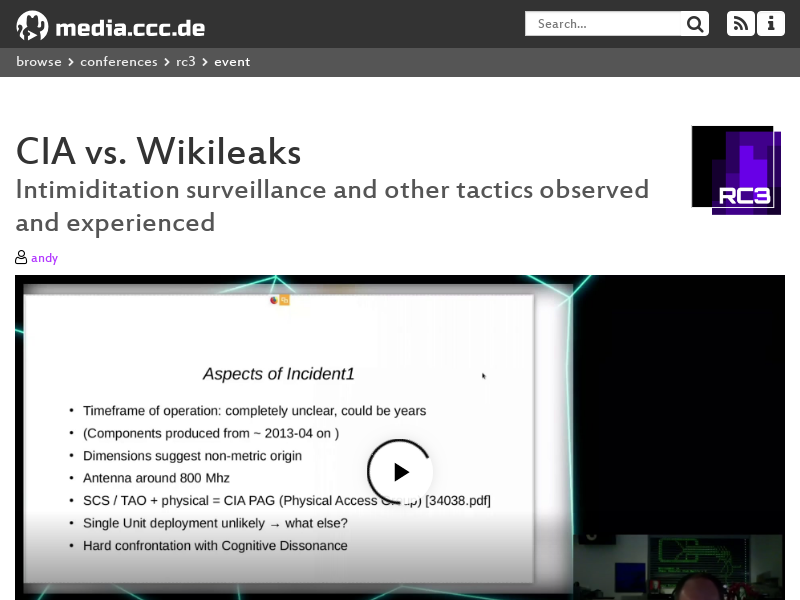 media.ccc.de
Search…
browse
conferences
rc3
event
CIA vs. Wikileaks
Intimiditation surveillance and other tactics observed
and experienced
RC3
andy
Aspects of Incident1
• Timeframe of operation: completely unclear, could be years
• (Components produced from ~ 2013-04 on )
• Dimensions suggest non-metric origin
• Antenna around 800 Mhz
• SCS / TAO + physical = CIA PAG (Physical Access Group) [34038.pdf]
• Single Unit deployment unlikely → what else?
• Hard confrontation with Cognitive Dissonance